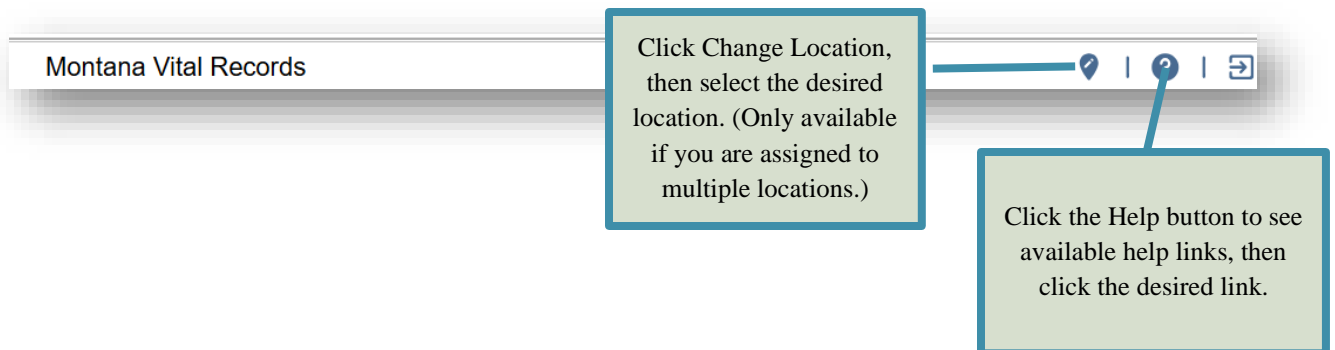 Montana Vital Records
Click Change Location,
then select the desired
location. (Only available
if you are assigned to
multiple locations.)
Click the Help button to see
available help links, then
click the desired link.